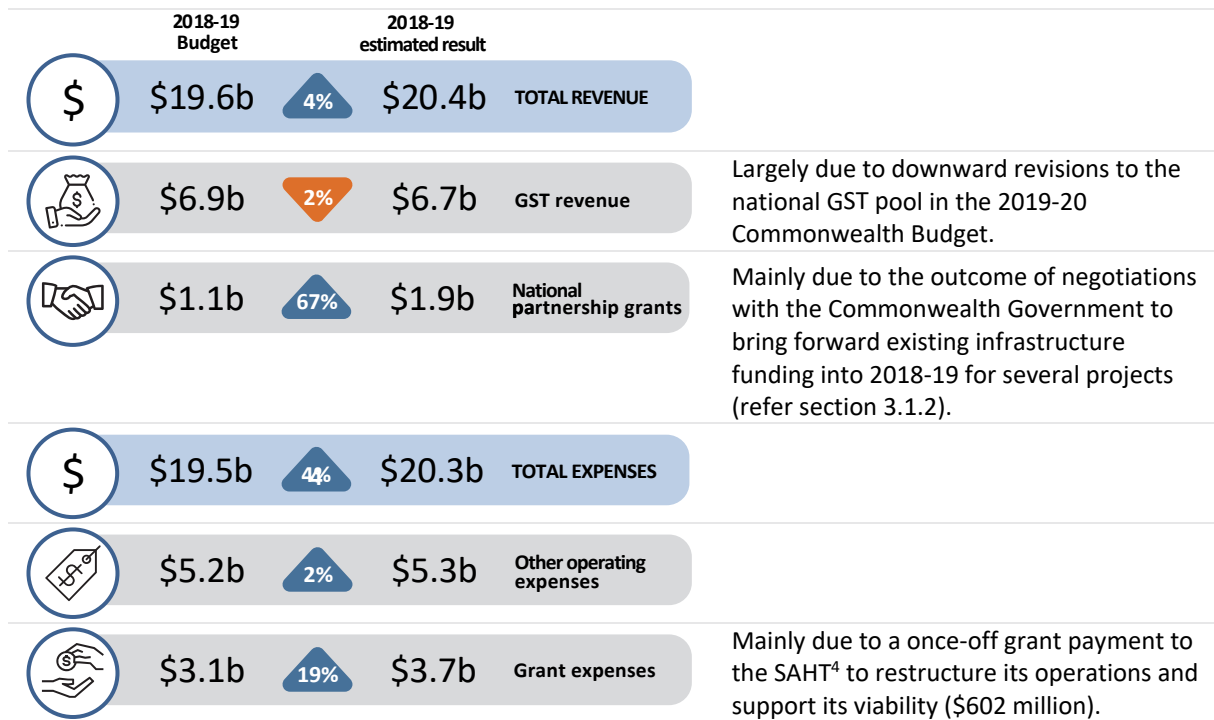 2018-19 Budget
2018-19 estimated result
$ $19.6b 4% $20.4b TOTAL REVENUE
$ $6.9b 2% $6.7b GST revenue
Largely due to downward revisions to the
national GST pool in the 2019-20
Commonwealth Budget.
$1.1b 67% $1.9b National partnership grants
Mainly due to the outcome of negotiations
with the Commonwealth Government to
bring forward existing infrastructure
funding into 2018-19 for several projects
(refer section 3.1.2).
$ $19.5b 4% $20.3b TOTAL EXPENSES
$ $5.2b 2% $5.3b Other operating expenses
$ $3.1b 19% $3.7b Grant expenses
Mainly due to a once-off grant payment to
the SAHT4 to restructure its operations and
support its viability ($602 million).